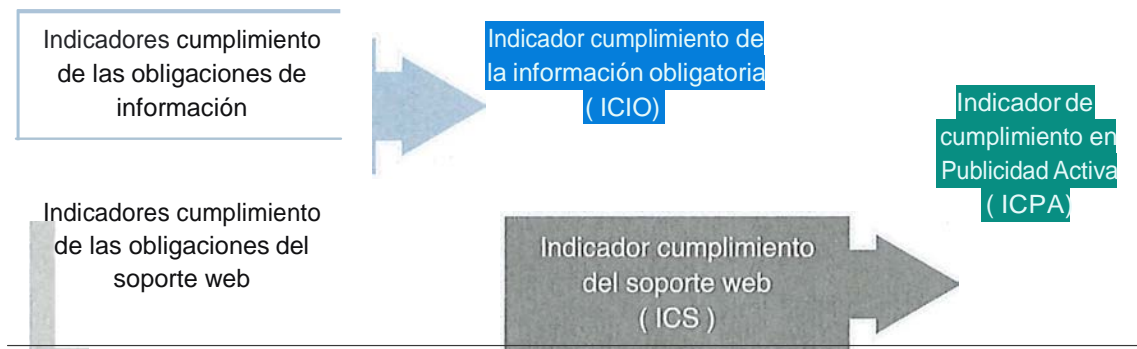 Indicadores cumplimiento
de las obligaciones de
información
Indicador cumplimiento de
la información obligatoria
( ICIO)
Indicador de
cumplimiento en
Publicidad Activa
( ICPA)
Indicadores cumplimiento
de las obligaciones del
soporte web
Indicador cumplimiento
del soporte web
( ICS )